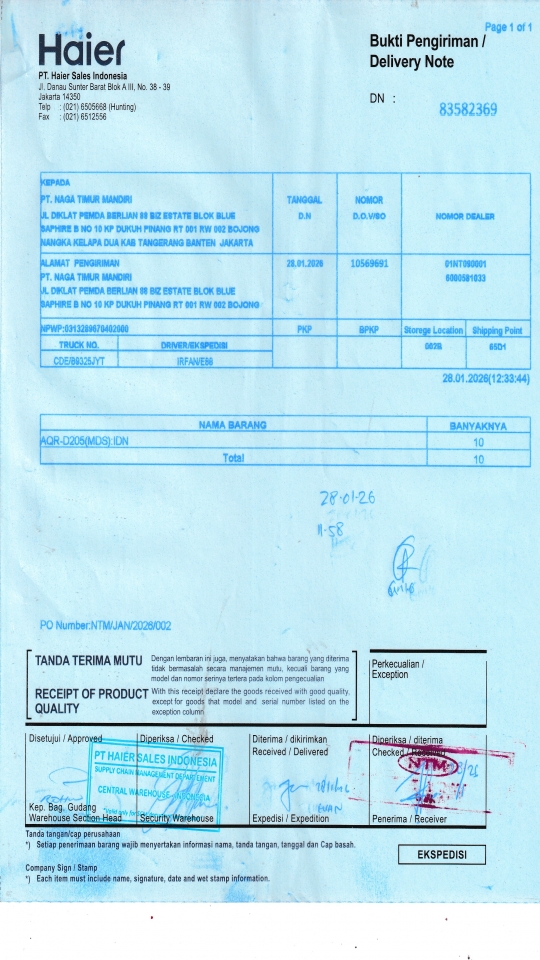 Page 1 of 1
Haier
Bukti Pengiriman /
Delivery Note
PT. Haier Sales Indonesia
Jl. Danau Sunter Barat Blok A III, No. 38 - 39
Jakarta 14350
Telp : (021) 6505668 (Hunting)
Fax : (021) 6512556
DN : 83582369
KEPADA
PT. NAGA TIMUR MANDIRI
JL DIKLAT PEMDA BERLIAN 88 BIZ ESTATE BLOK BLUE
SAPHIRE B NO 10 KP DUKUH PINANG RT 001 RW 002 BOJONG
NANGKA KELAPA DUA KAB TANGERANG BANTEN JAKARTA
TANGGAL D.N
NOMOR D.O.V/SO
NOMOR DEALER
ALAMAT PENGIRIMAN
28.01.2026 10569691 01NT090001
PT. NAGA TIMUR MANDIRI
6000581033
JL DIKLAT PEMDA BERLIAN 88 BIZ ESTATE BLOK BLUE
SAPHIRE B NO 10 KP DUKUH PINANG RT 001 RW 002 BOJONG
NPWP:0313289670402000 PKP BPKP Storege Location Shipping Point
TRUCK NO. DRIVER/EKSPEDISI 002B 65D1
CDE/B9325JYT IRFAN/E66
28.01.2026(12:33:44)
NAMA BARANG BANYAKNYA
AQR-D205(MDS):IDN 10
Total 10
28-01-26
11-58
PO Number:NTM/JAN/2026/002
TANDA TERIMA MUTU
Dengan lembaran ini juga, menyatakan bahwa barang yang diterima
tidak bermasalah secara manajemen mutu, kecuali barang yang
model dan nomor serinya tertera pada kolom pengecualian
RECEIPT OF PRODUCT
QUALITY
With this receipt declare the goods received with good quality,
except for goods that model and serial number listed on the
exception column
Perkecualian /
Exception
Disetujui / Approved
Diperiksa / Checked
Diterima / dikirimkan
Received / Delivered
Diperiksa / diterima
Checked / Received
PT HAIER SALES INDONESIA
SUPPLY CHAIN MANAGEMENT DEPARTEMENT
CENTRAL WAREHOUSE - INDONESIA
NTM
Kep. Bag. Gudang
Warehouse Section Head
Security Warehouse
Expedisi / Expedition
Penerima / Receiver
Tanda tangan/cap perusahaan
*) Setiap penerimaan barang wajib menyertakan informasi nama, tanda tangan, tanggal dan Cap basah.
EKSPEDISI
Company Sign / Stamp
*) Each item must include name, signature, date and wet stamp information.